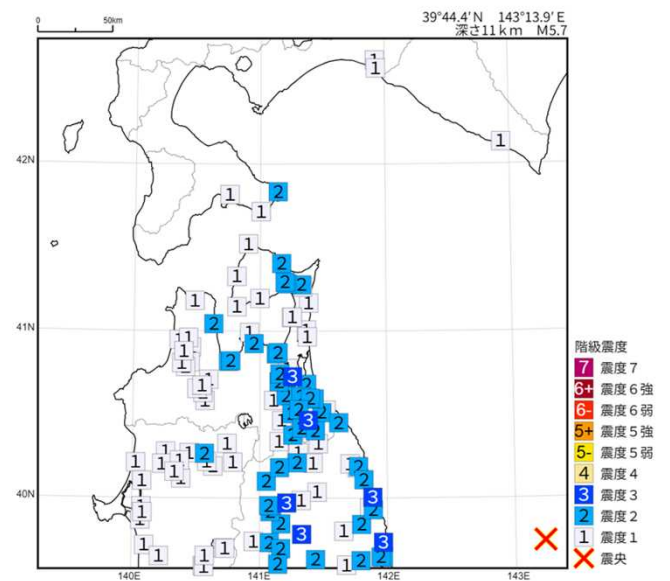 0 50km
39°44.4′N 143°13.9′E
深さ11km M5.7
42N
41N
40N
140E
141E
142E
143E
階級震度
7 震度7
6+ 震度6強
6- 震度6弱
5+ 震度5強
5- 震度5弱
4 震度4
3 震度3
2 震度2
1 震度1
震央